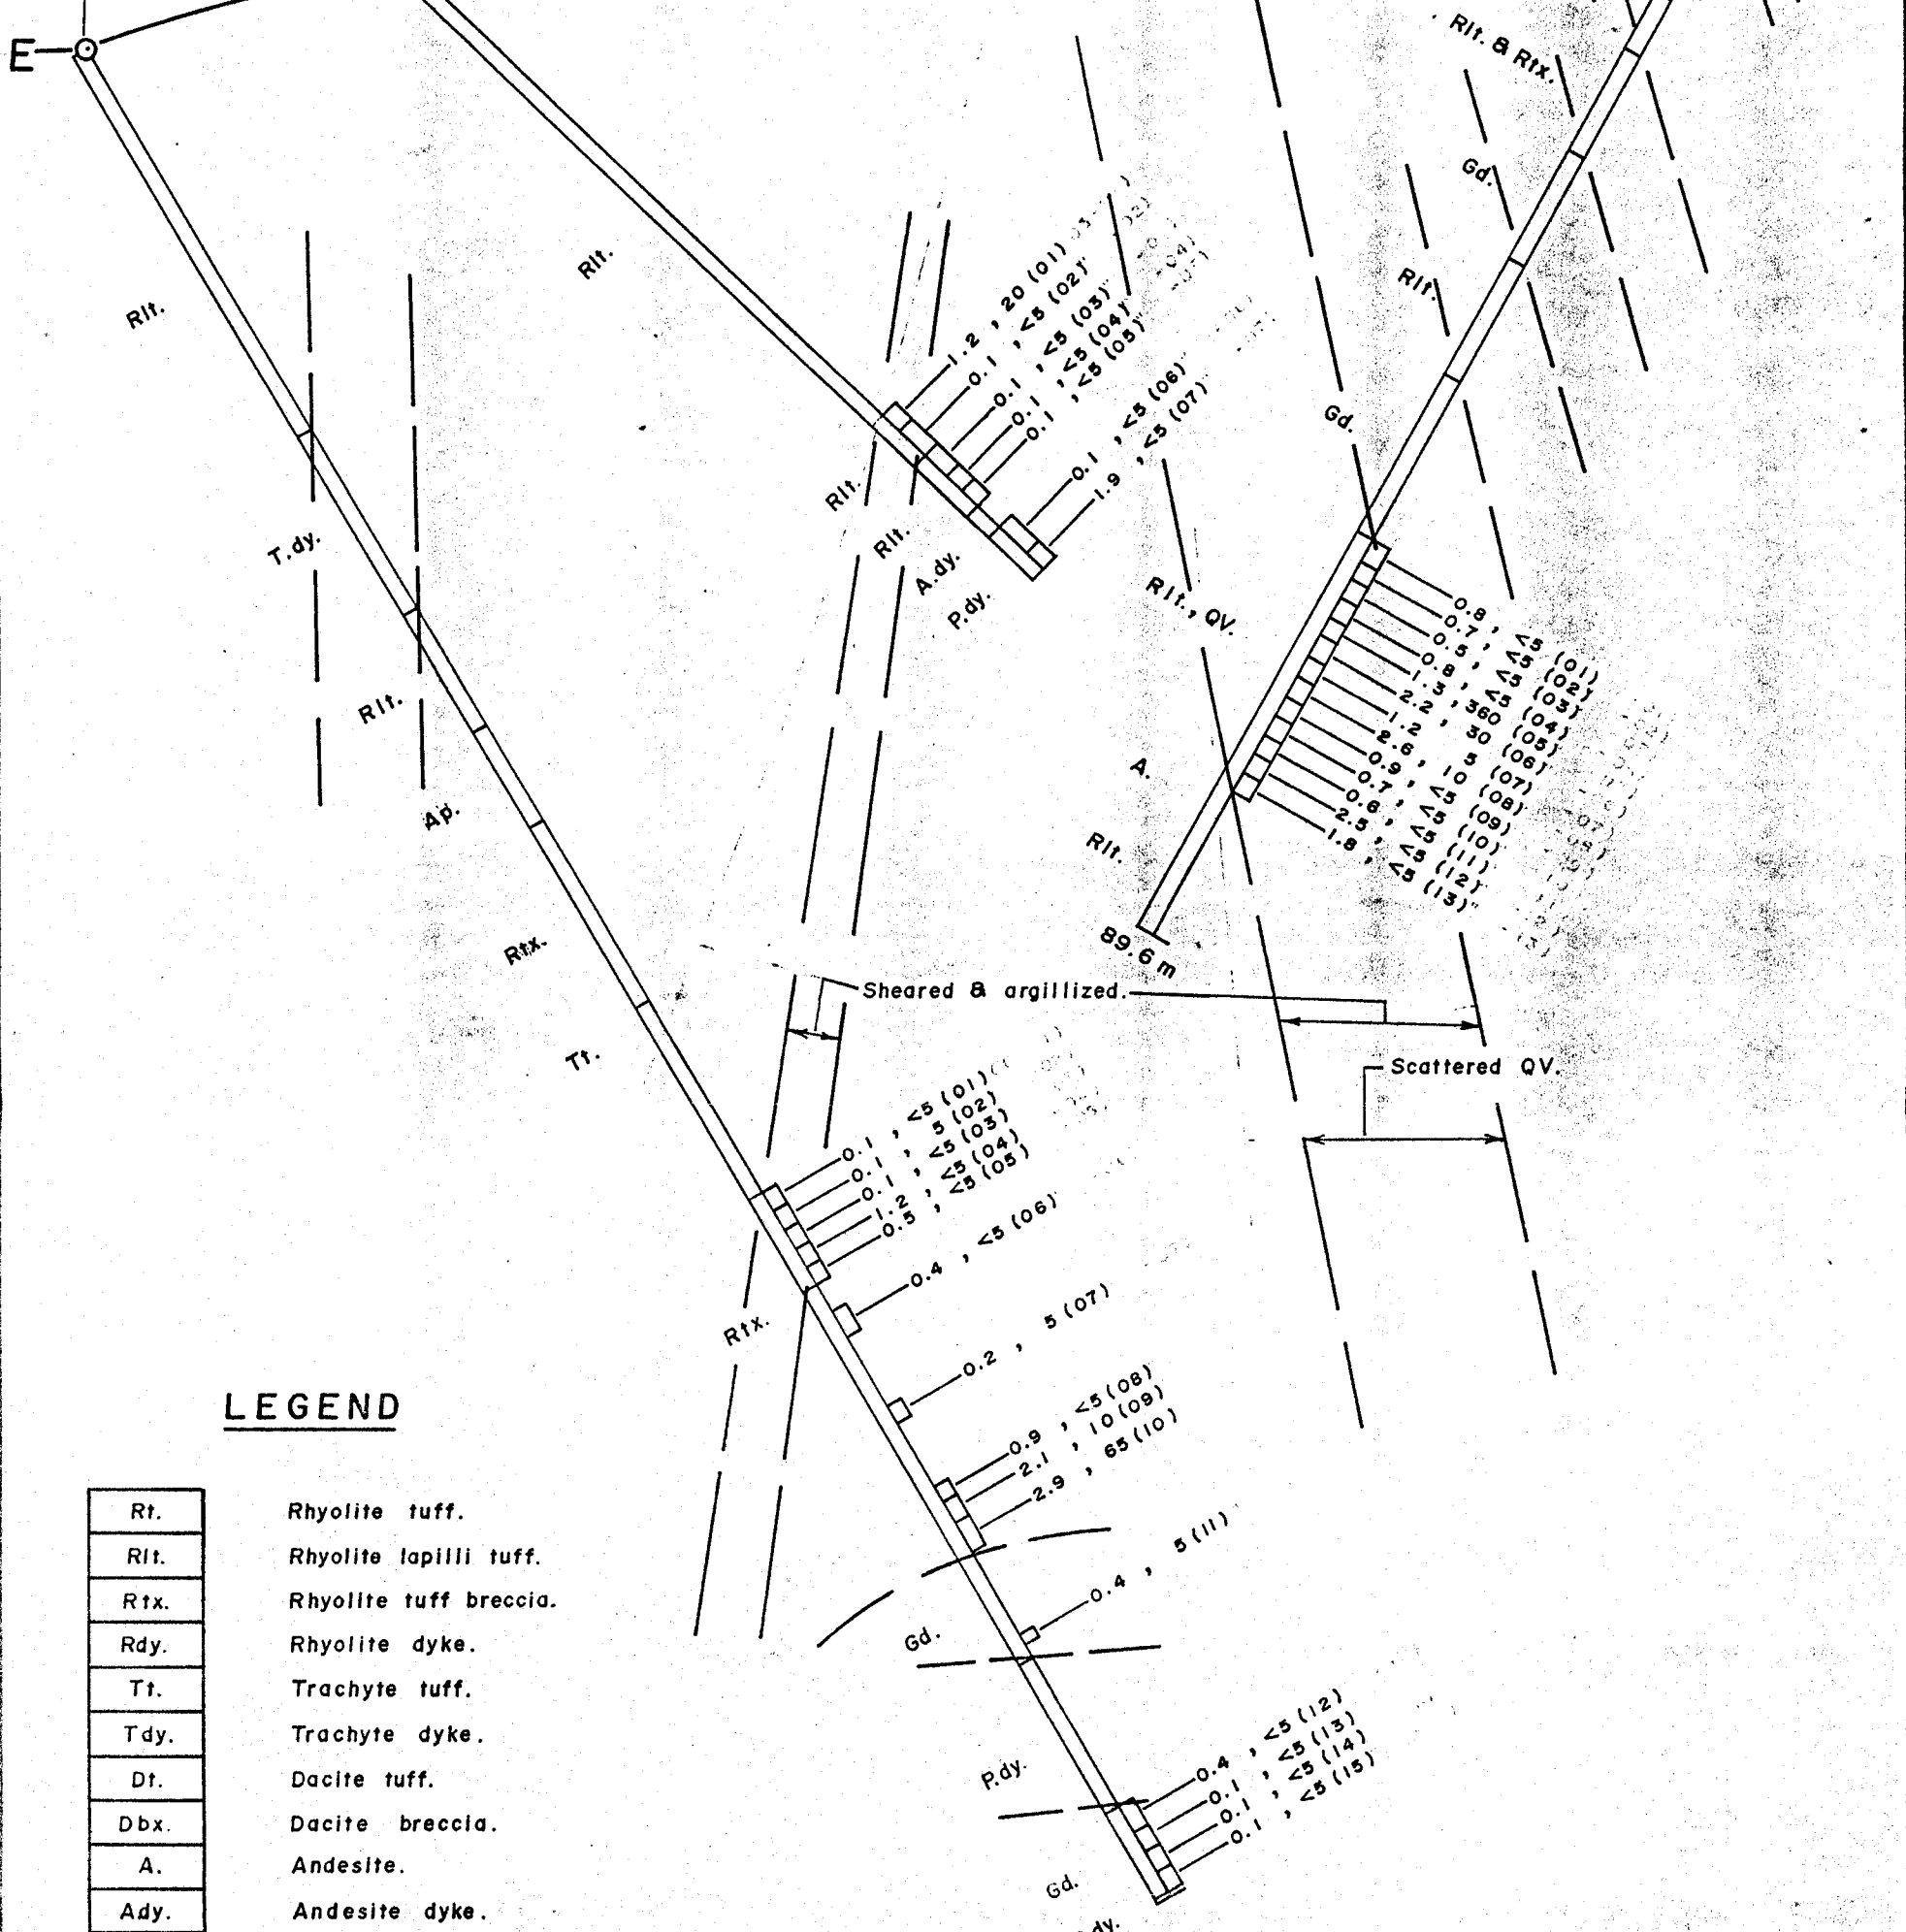 E
Rlt. & Rtx.
Gd.
Rlt.
Gd.
Rlt.
Rlt.
1.2 , 20 (01)
0.1 , <5 (02)
0.1 , <5 (03)
0.1 , <5 (04)
0.1 , <5 (05)
0.1 , <5 (06)
1.9 , <5 (07)
Rlt.
Rlt.
A.dy.
P.dy.
Rlt., QV.
T.dy.
Rlt.
Ap.
Rtx.
Tt.
0.8 , <5 (01)
0.7 , <5 (02)
0.5 , <5 (03)
0.8 , <5 (04)
1.3 , 360 (05)
2.2 , 30 (06)
1.2 , 5 (07)
2.6 , 10 (08)
0.9 , <5 (09)
0.7 , <5 (10)
0.6 , <5 (11)
2.5 , <5 (12)
1.8 , <5 (13)
A.
Rlt.
89.6 m
Sheared & argillized.
Scattered QV.
0.1 , <5 (01)
0.1 , 5 (02)
0.1 , <5 (03)
1.2 , <5 (04)
0.5 , <5 (05)
0.4 , <5 (06)
0.2 , 5 (07)
Rtx.
0.9 , <5 (08)
2.1 , 10 (09)
2.9 , 65 (10)
0.4 , 5 (11)
Gd.
P.dy.
0.4 , <5 (12)
0.1 , <5 (13)
0.1 , <5 (14)
0.1 , <5 (15)
Gd.
dy.
LEGEND
Rt. Rhyolite tuff.
Rlt. Rhyolite lapilli tuff.
Rtx. Rhyolite tuff breccia.
Rdy. Rhyolite dyke.
Tt. Trachyte tuff.
Tdy. Trachyte dyke.
Dt. Dacite tuff.
Dbx. Dacite breccia.
A. Andesite.
Ady. Andesite dyke.